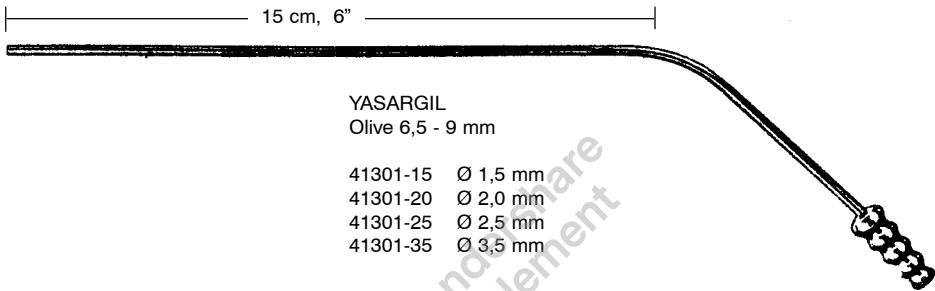 15 cm, 6”
YASARGIL
Olive 6,5 - 9 mm
41301-15 Ø 1,5 mm
41301-20 Ø 2,0 mm
41301-25 Ø 2,5 mm
41301-35 Ø 3,5 mm